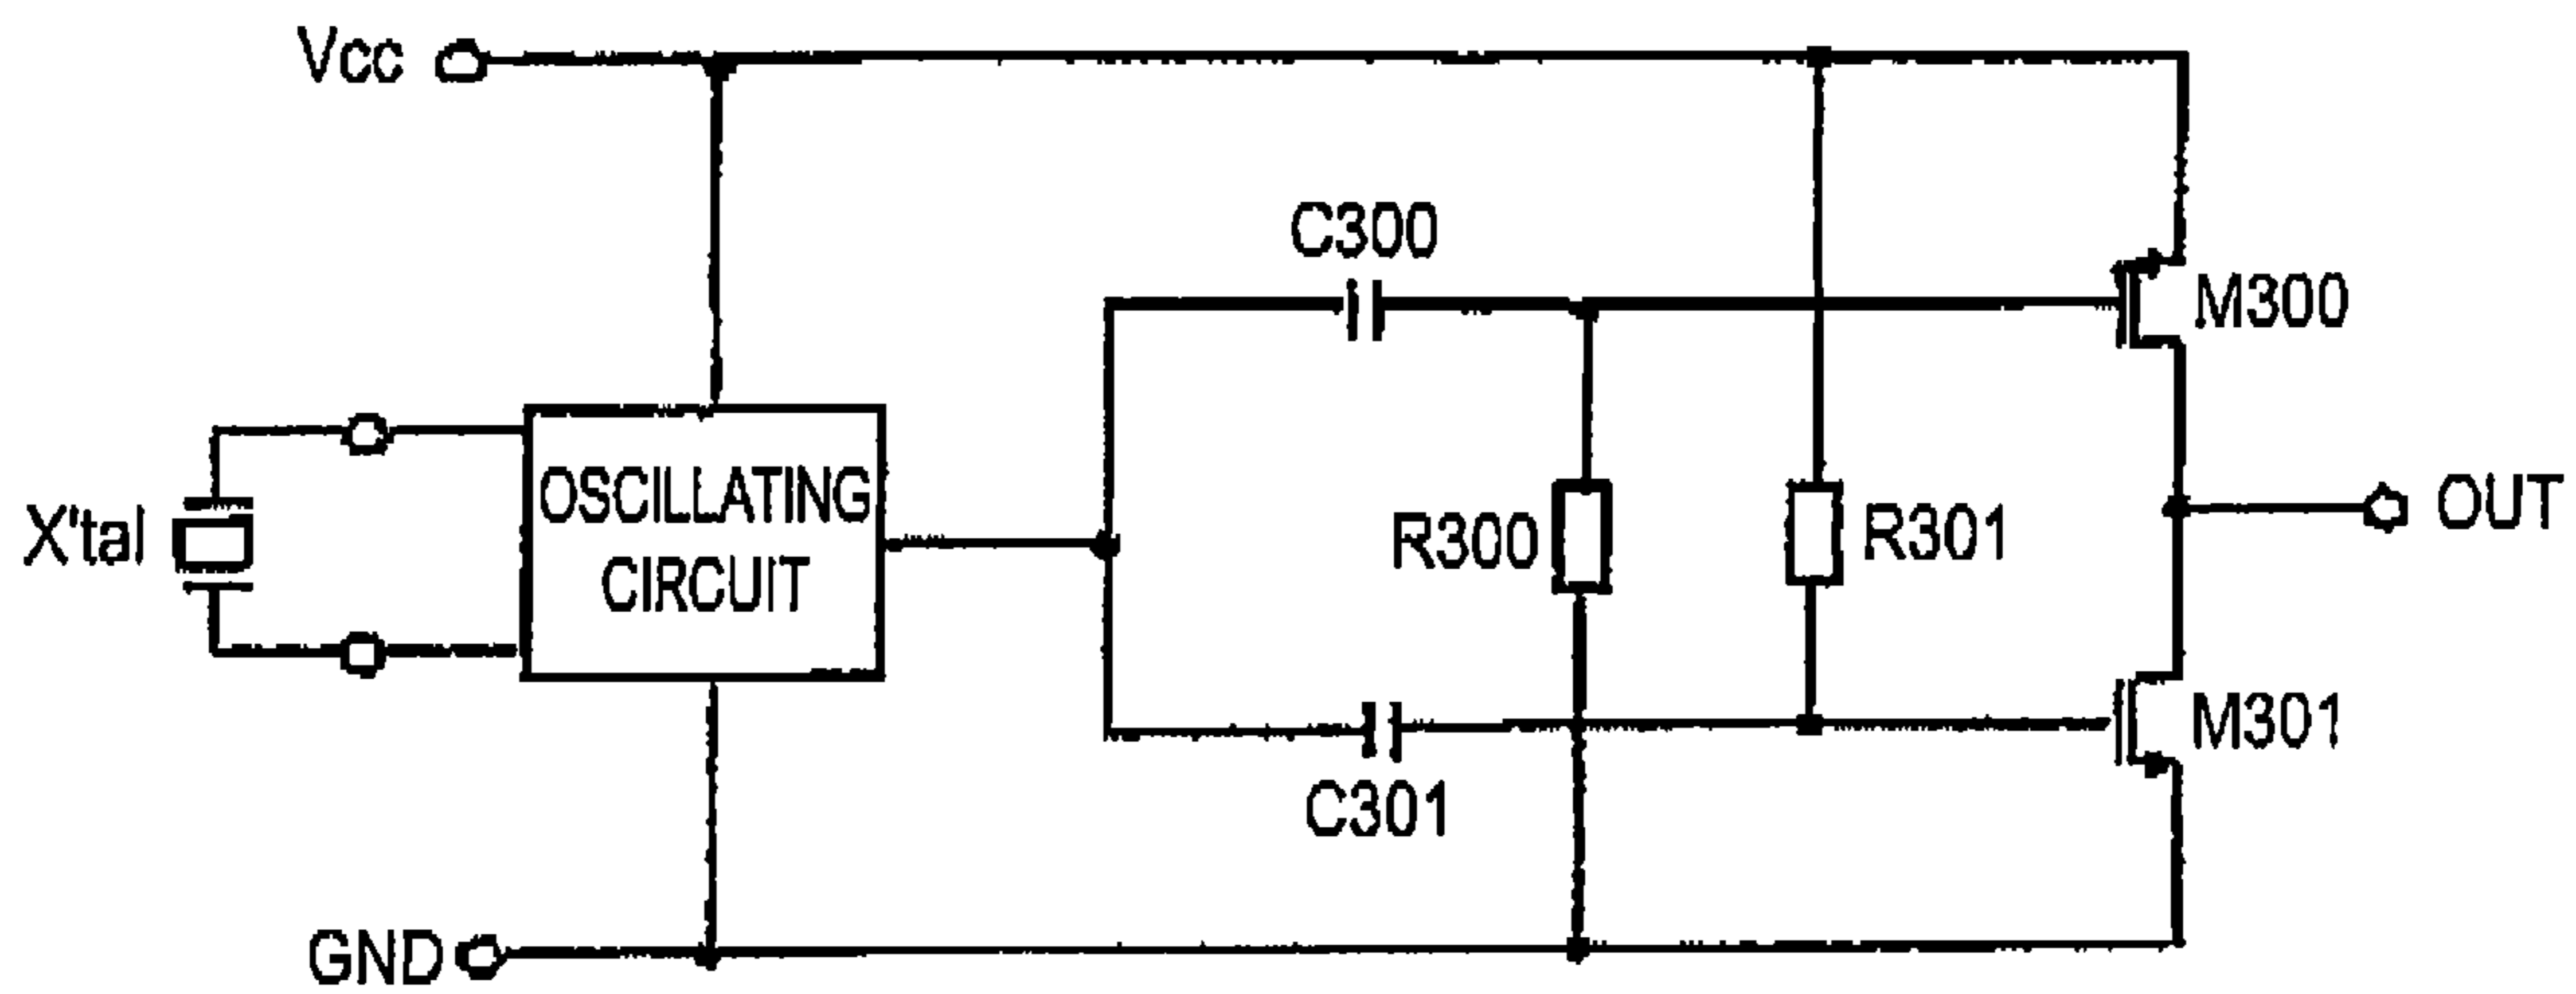 Vcc
C300
M300
X'tal
OSCILLATING
CIRCUIT
R300
R301
OUT
M301
C301
GND